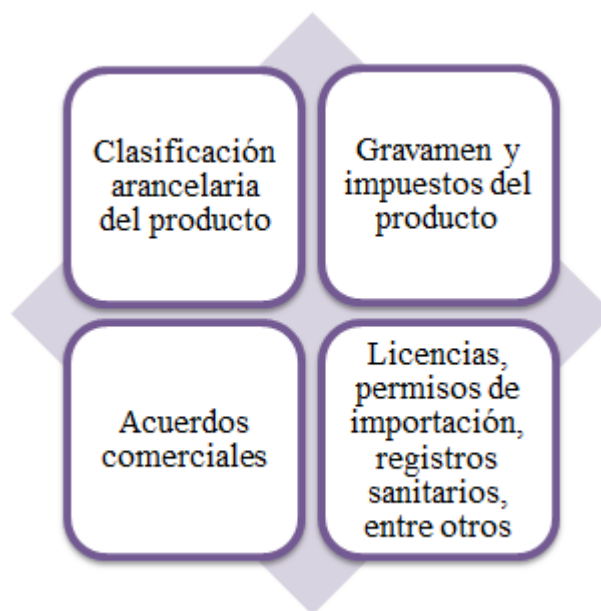 Clasificación
arancelaria
del producto
Gravamen y
impuestos del
producto
Acuerdos
comerciales
Licencias,
permisos de
importación,
registros
sanitarios,
entre otros